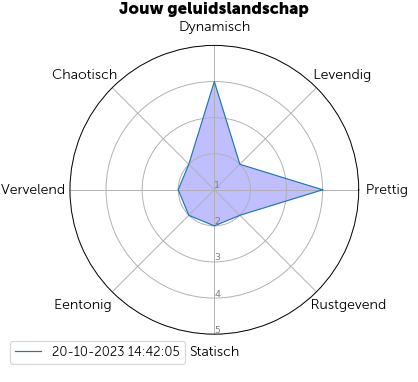 Jouw geluidslandschap
Dynamisch
Chaotisch
Levendig
Vervelend
1
Prettig
2
3
4
Eentonig
Rustgevend
5
20-10-2023 14:42:05
Statisch